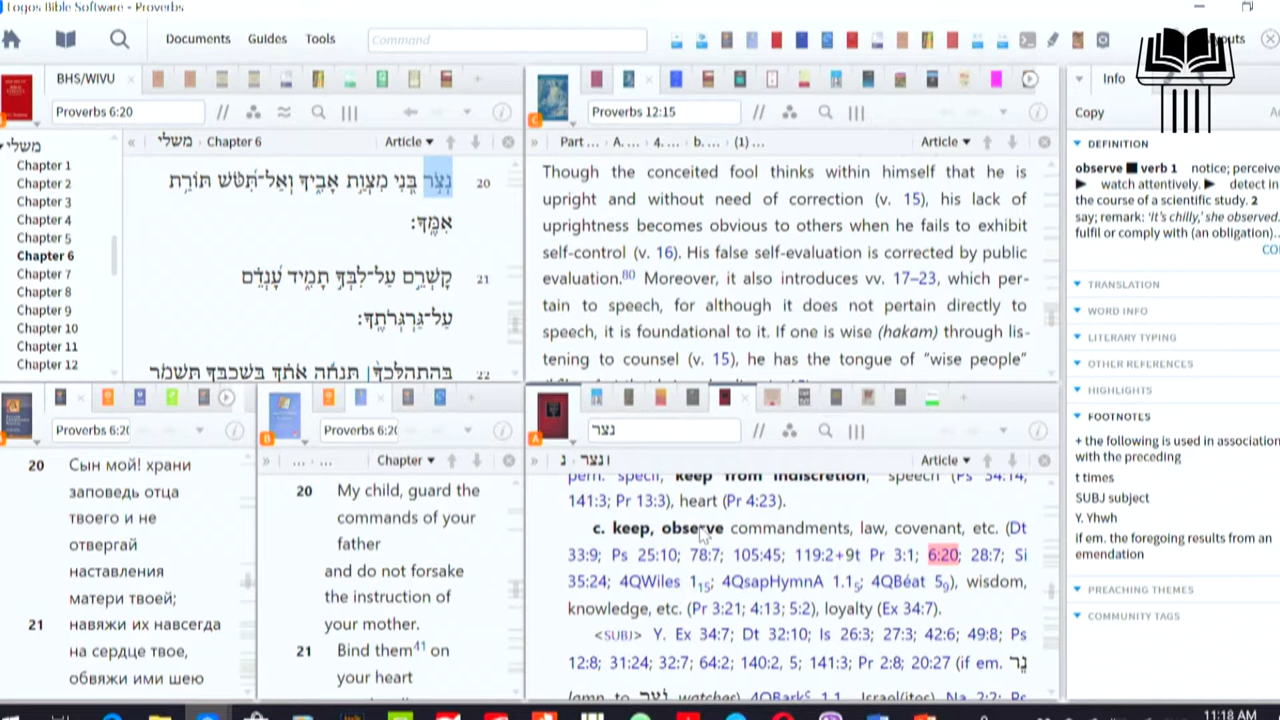 Logos Bible Software - Proverbs
Documents Guides Tools Command
BHS/WIVU
Proverbs 6:20
משלי
Chapter 1
Chapter 2
Chapter 3
Chapter 4
Chapter 5
Chapter 6
Chapter 7
Chapter 8
Chapter 9
Chapter 10
Chapter 11
Chapter 12
משלי › Chapter 6 Article
20 נְצֹ֣ר בְּ֭נִי מִצְוַ֣ת אָבִ֑יךָ וְאַל־תִּ֝טֹּ֗שׁ תּוֹרַ֥ת
אִמֶּֽךָ׃
21 קָשְׁרֵ֣ם עַל־לִבְּךָ֣ תָמִ֑יד עָ֝נְדֵ֗ם
עַל־גַּרְגְּרֹתֶֽךָ׃
22 בְּהִתְהַלֶּכְךָ֨׀ תַּנְחֶ֬ה אֹתָ֗ךְ בְּֽ֭שָׁכְבְּךָ תִּשְׁמֹ֣ר
Proverbs 12:15
Part … › A. … › 4. … › b. … › (1) … Article
Though the conceited fool thinks within himself that he is
upright and without need of correction (v. 15), his lack of
uprightness becomes obvious to others when he fails to exhibit
self-control (v. 16). His false self-evaluation is corrected by public
evaluation.80 Moreover, it also introduces vv. 17–23, which per-
tain to speech, for although it does not pertain directly to
speech, it is foundational to it. If one is wise (hakam) through lis-
tening to counsel (v. 15), he has the tongue of “wise people”
Proverbs 6:20
20 Сын мой! храни
заповедь отца
твоего и не
отвергай
наставления
матери твоей;
21 навяжи их навсегда
на сердце твое,
обвяжи ими шею
Proverbs 6:20
… › … Chapter
20 My child, guard the
commands of your
father
and do not forsake
the instruction of
your mother.
21 Bind them41 on
your heart
נצר
נ › נצר I Article
keep from indiscretion, speech (Ps 34:14;
141:3; Pr 13:3), heart (Pr 4:23).
c. keep, observe commandments, law, covenant, etc. (Dt
33:9; Ps 25:10; 78:7; 105:45; 119:2+9t Pr 3:1; 6:20; 28:7; Si
35:24; 4QWiles 115; 4QsapHymnA 1.15; 4QBéat 59), wisdom,
knowledge, etc. (Pr 3:21; 4:13; 5:2), loyalty (Ex 34:7).
<SUBJ> Y. Ex 34:7; Dt 32:10; Is 26:3; 27:3; 42:6; 49:8; Ps
12:8; 31:24; 32:7; 64:2; 140:2, 5; 141:3; Pr 2:8; 20:27 (if em. נֵר
Info
Copy
DEFINITION
observe ■ verb 1 notice; perceive
► watch attentively. ► detect in
the course of a scientific study. 2
say; remark: ‘It’s chilly,’ she observed.
fulfil or comply with (an obligation)..
TRANSLATION
WORD INFO
LITERARY TYPING
OTHER REFERENCES
HIGHLIGHTS
FOOTNOTES
+ the following is used in association
with the preceding
t times
SUBJ subject
Y. Yhwh
if em. the foregoing results from an
emendation
PREACHING THEMES
COMMUNITY TAGS
11:18 AM